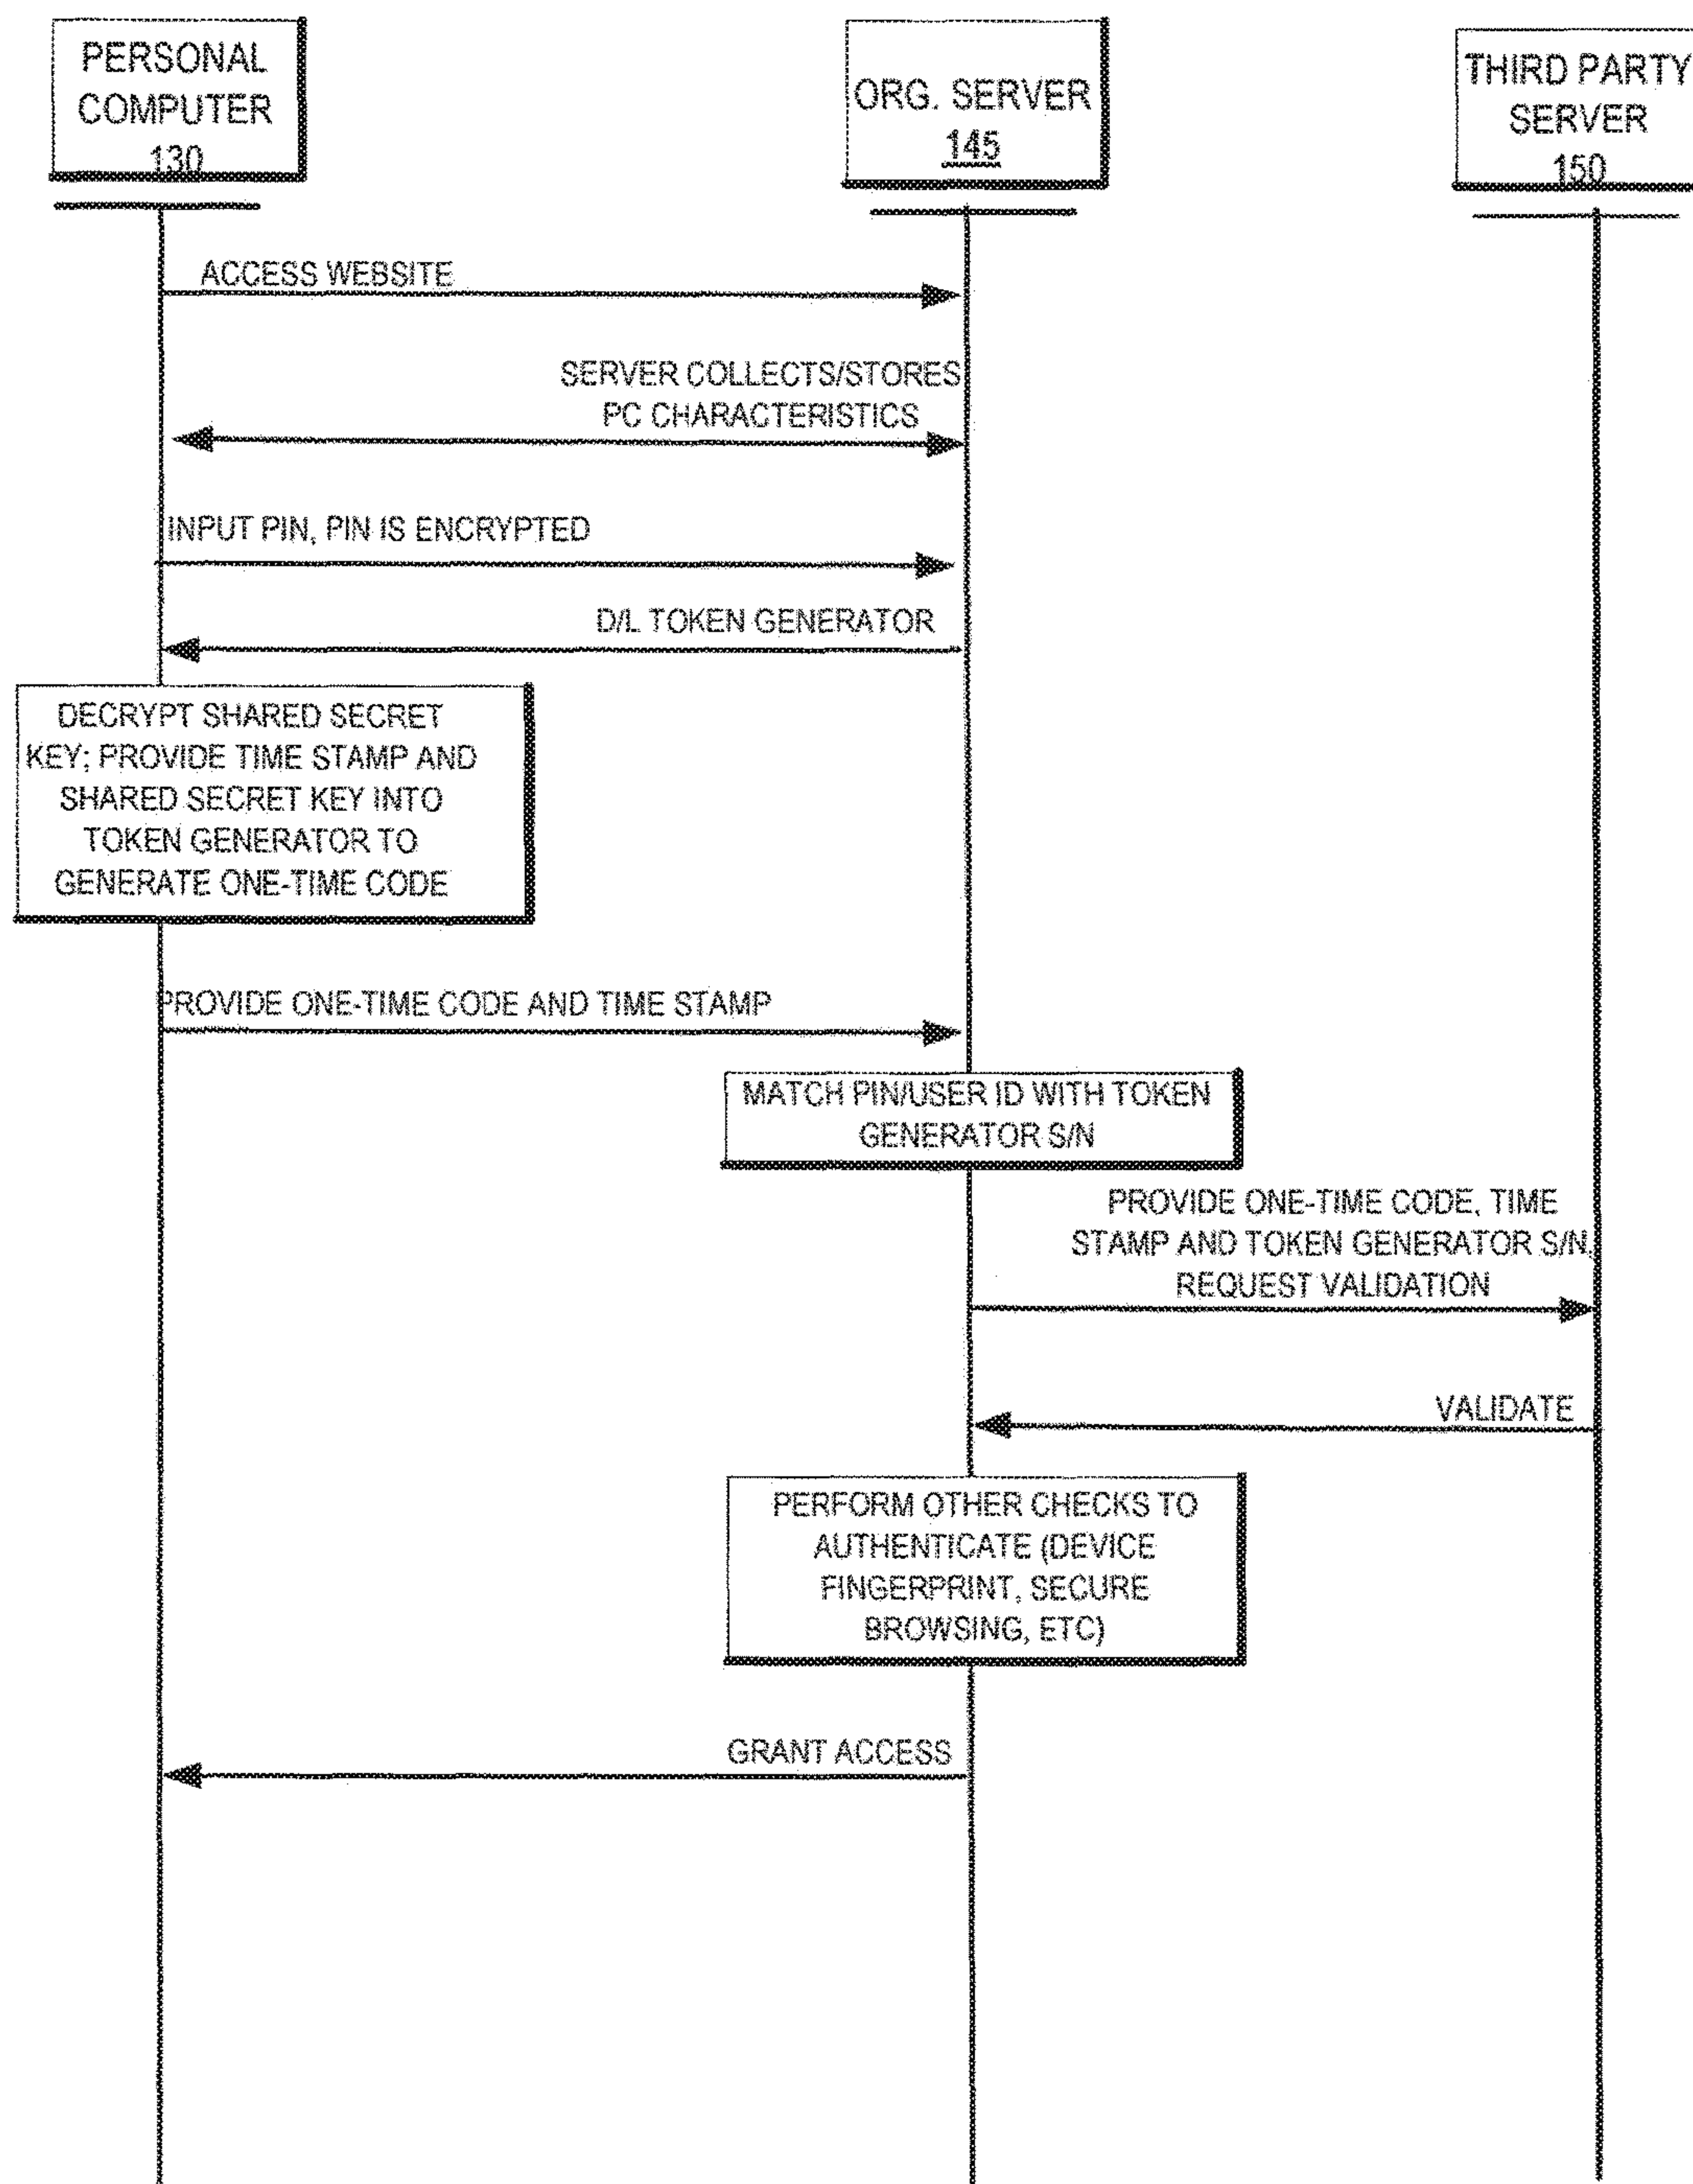 PERSONAL
COMPUTER
130
ORG. SERVER
145
THIRD PARTY
SERVER
150
ACCESS WEBSITE
SERVER COLLECTS/STORES
PC CHARACTERISTICS
INPUT PIN, PIN IS ENCRYPTED
D/L TOKEN GENERATOR
DECRYPT SHARED SECRET
KEY; PROVIDE TIME STAMP AND
SHARED SECRET KEY INTO
TOKEN GENERATOR TO
GENERATE ONE-TIME CODE
PROVIDE ONE-TIME CODE AND TIME STAMP
MATCH PIN/USER ID WITH TOKEN
GENERATOR S/N
PROVIDE ONE-TIME CODE, TIME
STAMP AND TOKEN GENERATOR S/N,
REQUEST VALIDATION
VALIDATE
PERFORM OTHER CHECKS TO
AUTHENTICATE (DEVICE
FINGERPRINT, SECURE
BROWSING, ETC)
GRANT ACCESS